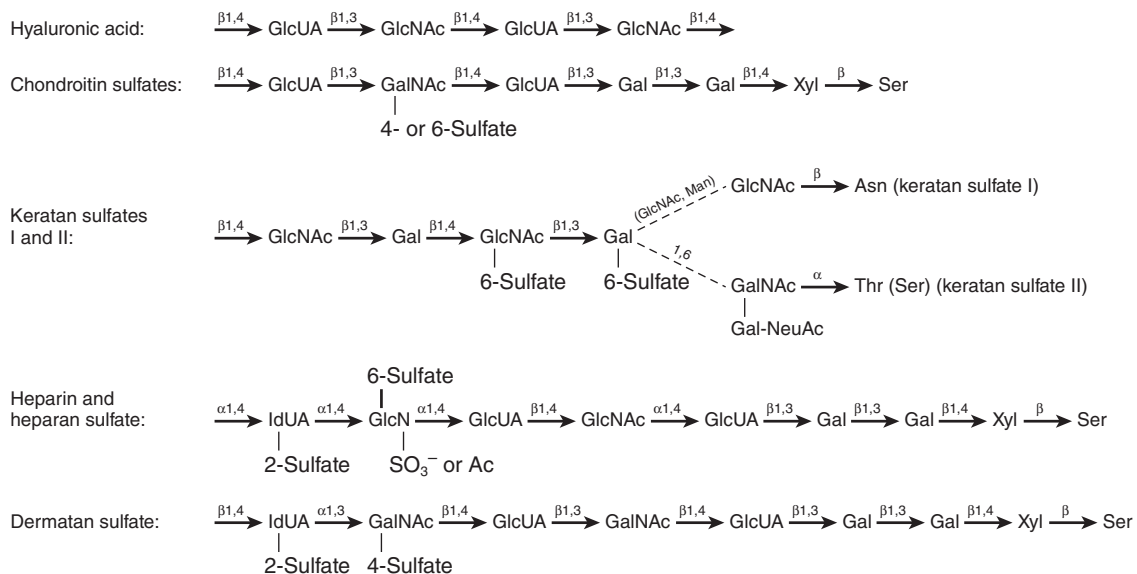 Hyaluronic acid: β1,4 GlcUA β1,3 GlcNAc β1,4 GlcUA β1,3 GlcNAc β1,4
Chondroitin sulfates: β1,4 GlcUA β1,3 GalNAc β1,4 GlcUA β1,3 Gal β1,3 Gal β1,4 Xyl β Ser
4- or 6-Sulfate
(GlcNAc, Man) GlcNAc β Asn (keratan sulfate I)
Keratan sulfates
I and II: β1,4 GlcNAc β1,3 Gal β1,4 GlcNAc β1,3 Gal
6-Sulfate 6-Sulfate
1,6 GalNAc α Thr (Ser) (keratan sulfate II)
Gal-NeuAc
6-Sulfate
Heparin and
heparan sulfate: α1,4 IdUA α1,4 GlcN α1,4 GlcUA β1,4 GlcNAc α1,4 GlcUA β1,3 Gal β1,3 Gal β1,4 Xyl β Ser
2-Sulfate SO₃⁻ or Ac
Dermatan sulfate: β1,4 IdUA α1,3 GalNAc β1,4 GlcUA β1,3 GalNAc β1,4 GlcUA β1,3 Gal β1,3 Gal β1,4 Xyl β Ser
2-Sulfate 4-Sulfate